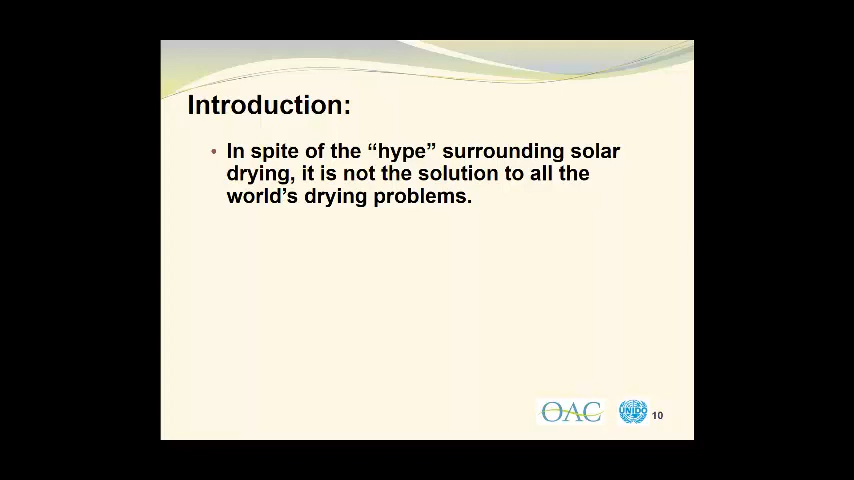 Introduction:
• In spite of the “hype” surrounding solar
drying, it is not the solution to all the
world’s drying problems.
OAC
UNIDO
10